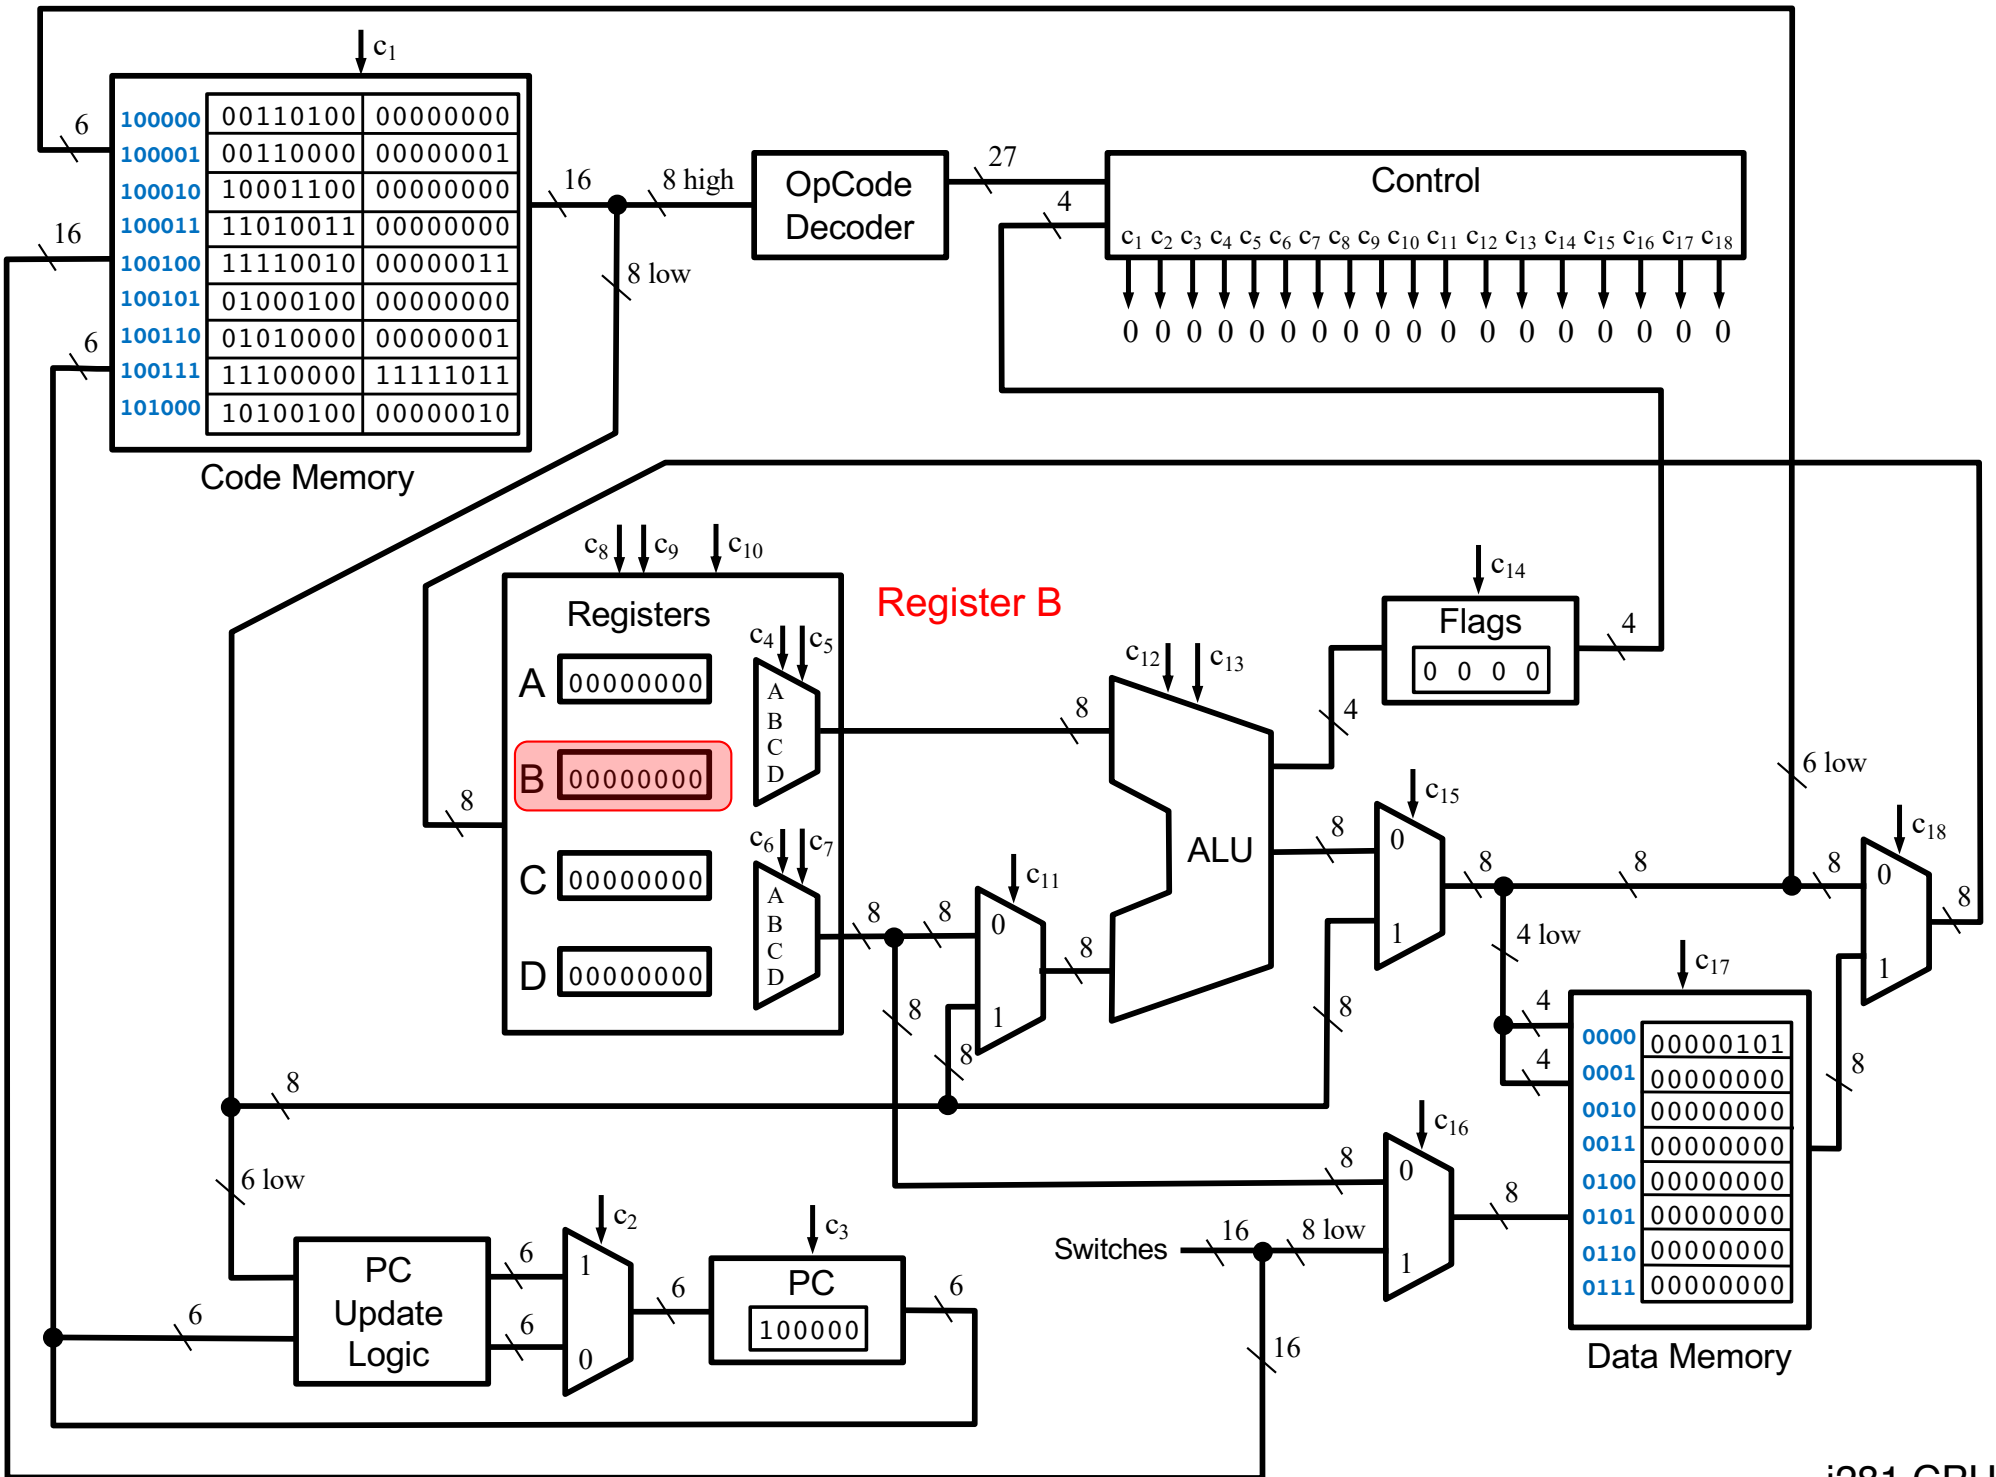 c1
100000 00110100 00000000
100001 00110000 00000001
100010 10001100 00000000
100011 11010011 00000000
100100 11110010 00000011
100101 01000100 00000000
100110 01010000 00000001
100111 11100000 11111011
101000 10100100 00000010
Code Memory
6
16
6
16
8 high
8 low
OpCode
Decoder
27
4
Control
c1 c2 c3 c4 c5 c6 c7 c8 c9 c10 c11 c12 c13 c14 c15 c16 c17 c18
0 0 0 0 0 0 0 0 0 0 0 0 0 0 0 0 0 0
c8 c9 c10
Registers
Register B
A 00000000
B 00000000
C 00000000
D 00000000
8
c4 c5
A
B
C
D
c6 c7
A
B
C
D
8
8
8
8
8
c11
0
1
8
c12 c13
ALU
4
c14
Flags
0 0 0 0
4
8
8
c15
0
1
8
8
8
6 low
4 low
4
4
c18
0
1
8
c17
0000 00000101
0001 00000000
0010 00000000
0011 00000000
0100 00000000
0101 00000000
0110 00000000
0111 00000000
Data Memory
8
8
6 low
6
PC
Update
Logic
6
6
c2
1
0
6
c3
PC
100000
6
Switches
16
8 low
16
8
c16
0
1
8